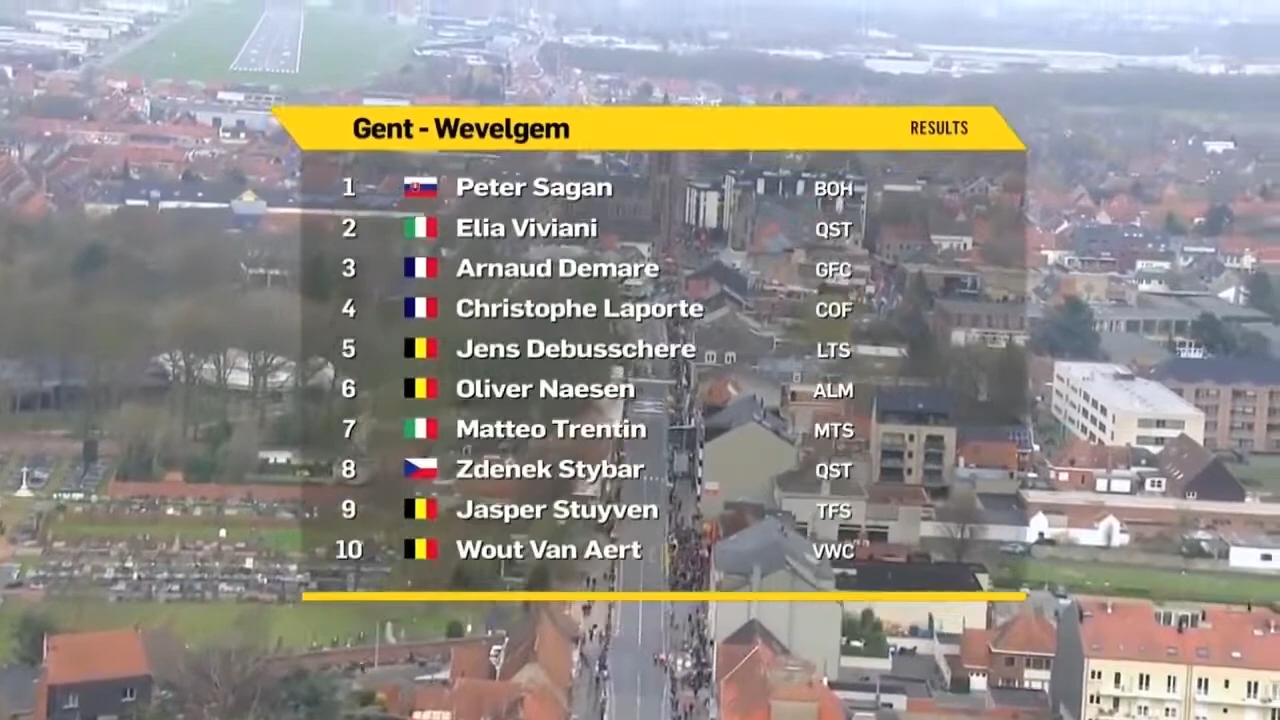 Gent - Wevelgem RESULTS
1 Peter Sagan BOH
2 Elia Viviani QST
3 Arnaud Demare GFC
4 Christophe Laporte COF
5 Jens Debusschere LTS
6 Oliver Naesen ALM
7 Matteo Trentin MTS
8 Zdenek Stybar QST
9 Jasper Stuyven TFS
10 Wout Van Aert VWC